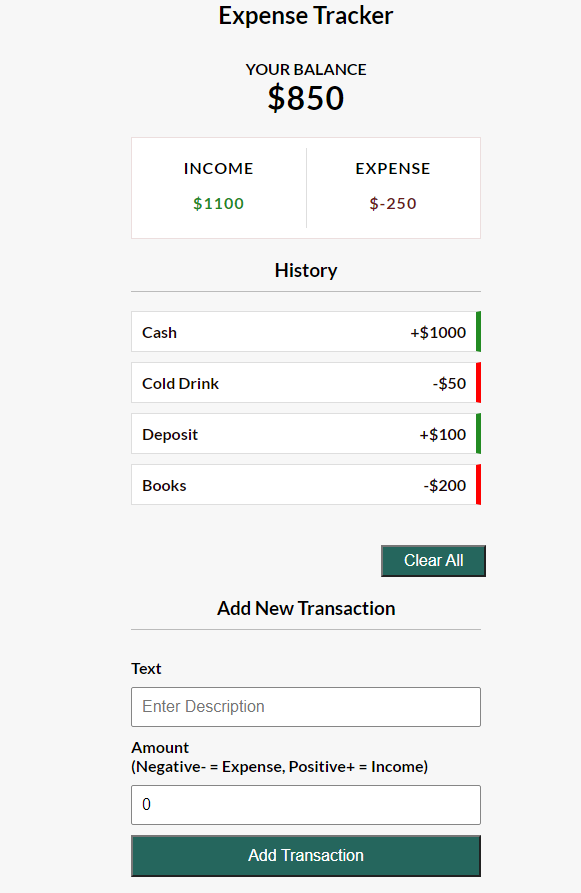 Expense Tracker
YOUR BALANCE
$850
INCOME EXPENSE
$1100 $-250
History
Cash +$1000
Cold Drink -$50
Deposit +$100
Books -$200
Clear All
Add New Transaction
Text
Enter Description
Amount
(Negative- = Expense, Positive+ = Income)
0
Add Transaction